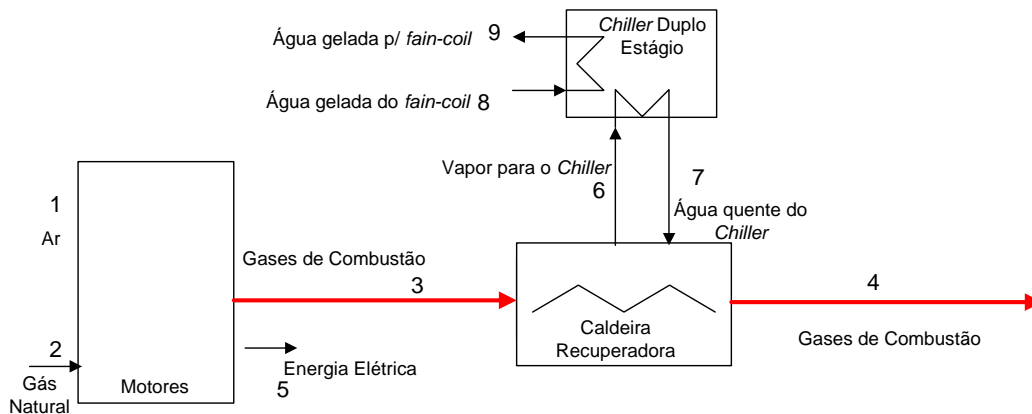 Chiller Duplo
Estágio
Água gelada p/ fain-coil 9
Água gelada do fain-coil 8
Vapor para o Chiller
6
7
Água quente do
Chiller
1
Ar
Gases de Combustão
3
4
Gases de Combustão
Caldeira
Recuperadora
2
Gás
Natural
Motores
Energia Elétrica
5